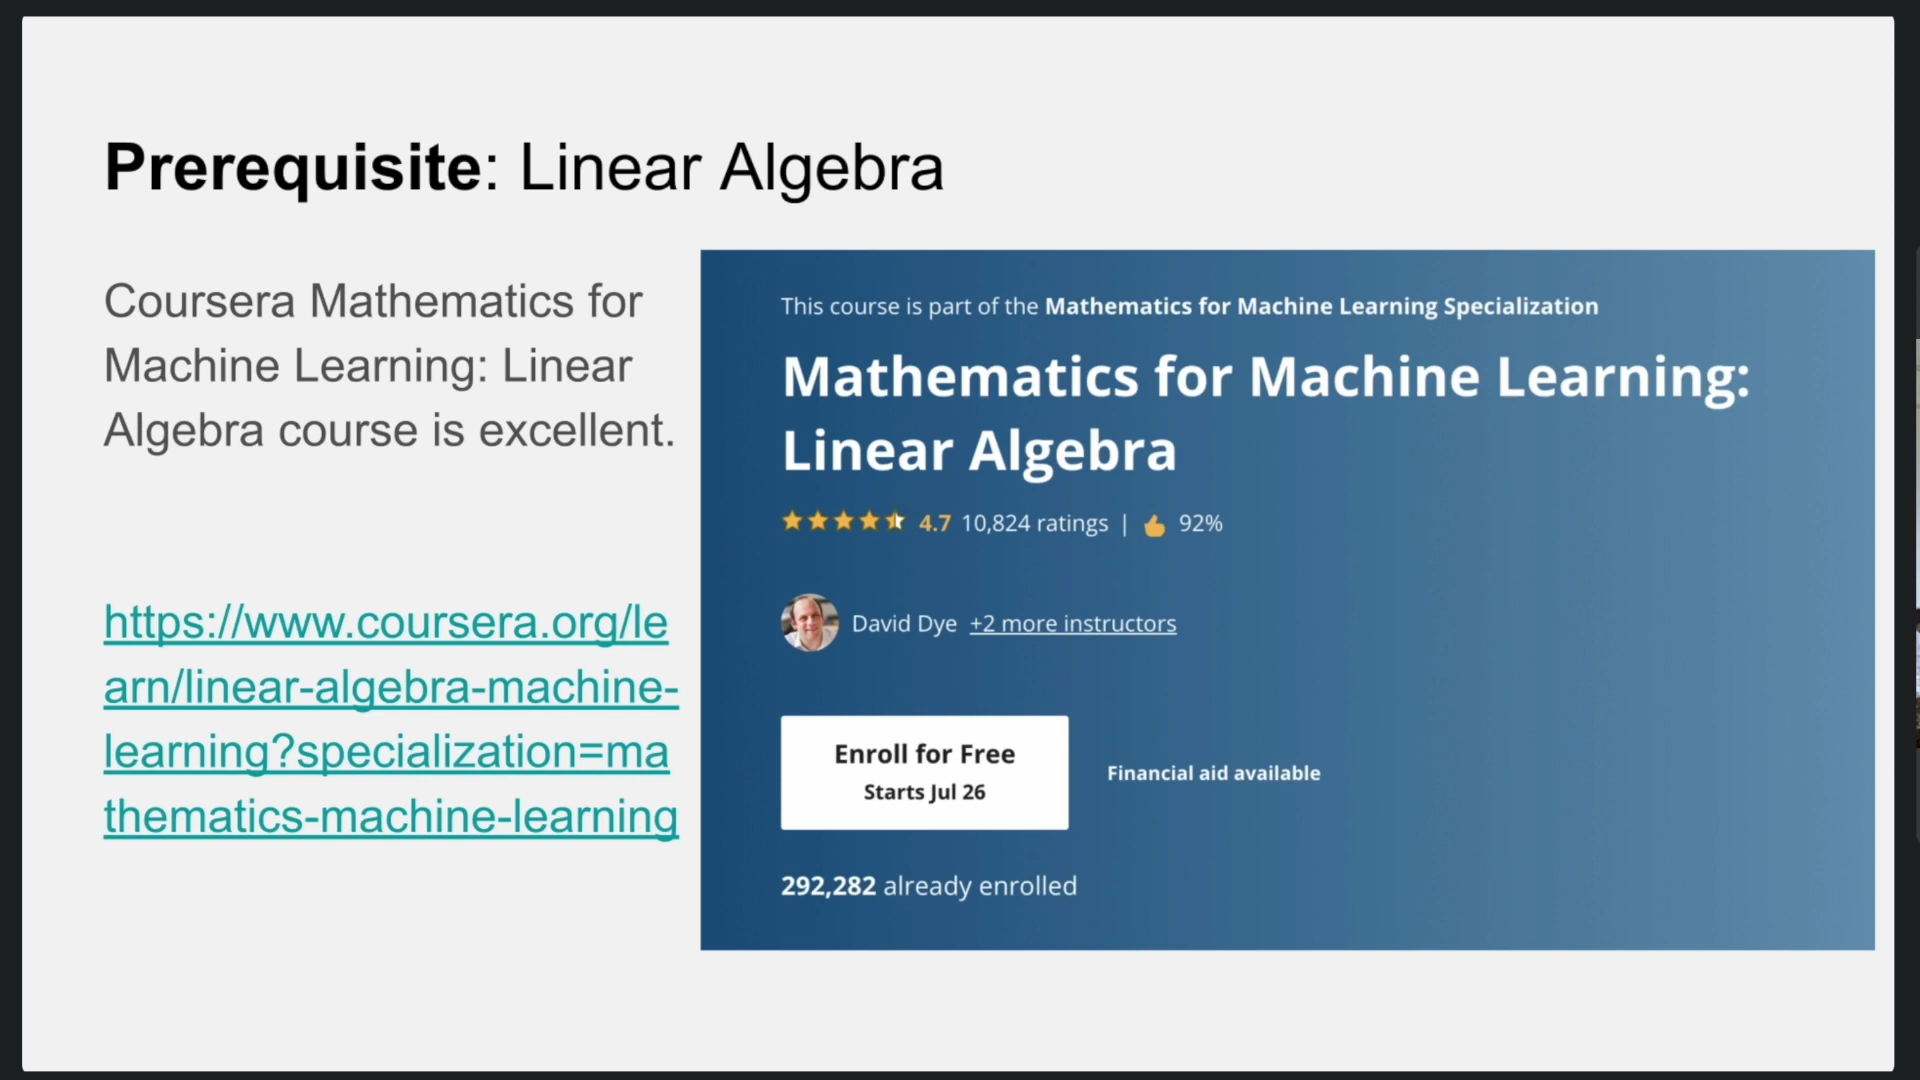 Prerequisite: Linear Algebra
Coursera Mathematics for
Machine Learning: Linear
Algebra course is excellent.
https://www.coursera.org/le
arn/linear-algebra-machine-
learning?specialization=ma
thematics-machine-learning
This course is part of the Mathematics for Machine Learning Specialization
Mathematics for Machine Learning:
Linear Algebra
4.7 10,824 ratings | 92%
David Dye +2 more instructors
Enroll for Free
Starts Jul 26
Financial aid available
292,282 already enrolled